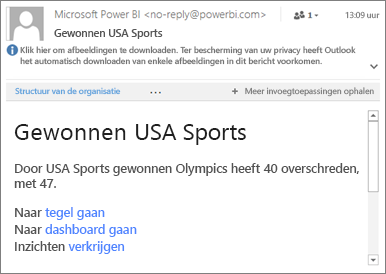 Microsoft Power BI <no-reply@powerbi.com> 1 13:09 uur
Gewonnen USA Sports
Klik hier om afbeeldingen te downloaden. Ter bescherming van uw privacy heeft Outlook
het automatisch downloaden van enkele afbeeldingen in dit bericht voorkomen.
Structuur van de organisatie ... + Meer invoegtoepassingen ophalen
Gewonnen USA Sports
Door USA Sports gewonnen Olympics heeft 40 overschreden,
met 47.
Naar tegel gaan
Naar dashboard gaan
Inzichten verkrijgen